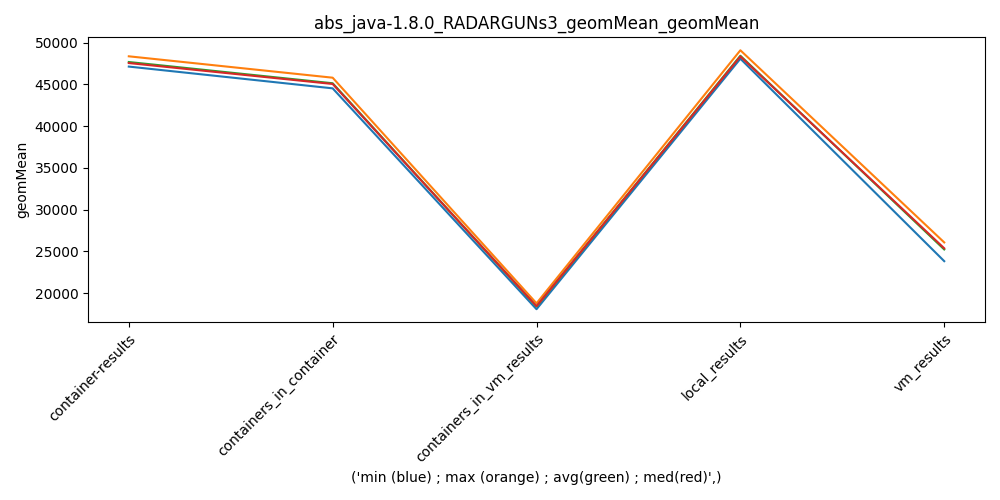 abs_java-1.8.0_RADARGUNs3_geomMean_geomMean
geomMean
50000
45000
40000
35000
30000
25000
20000
container-results
containers_in_container
containers_in_vm_results
local_results
vm_results
('min (blue) ; max (orange) ; avg(green) ; med(red)',)